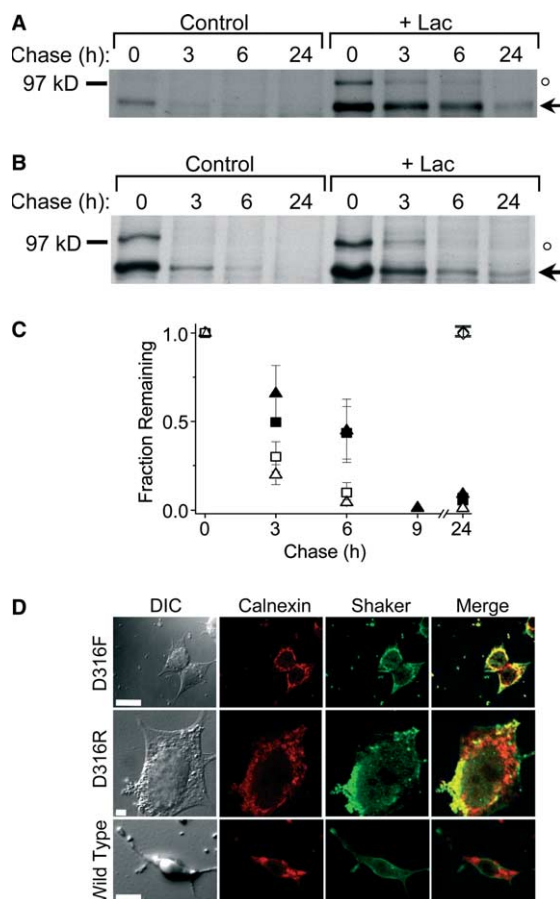 A
Control
+ Lac
Chase (h): 0 3 6 24 0 3 6 24
97 kD
B
Control
+ Lac
Chase (h): 0 3 6 24 0 3 6 24
97 kD
C
Fraction Remaining
1.0
0.5
0.0
0 3 6 9 24
Chase (h)
D
DIC Calnexin Shaker Merge
D316F
D316R
Wild Type